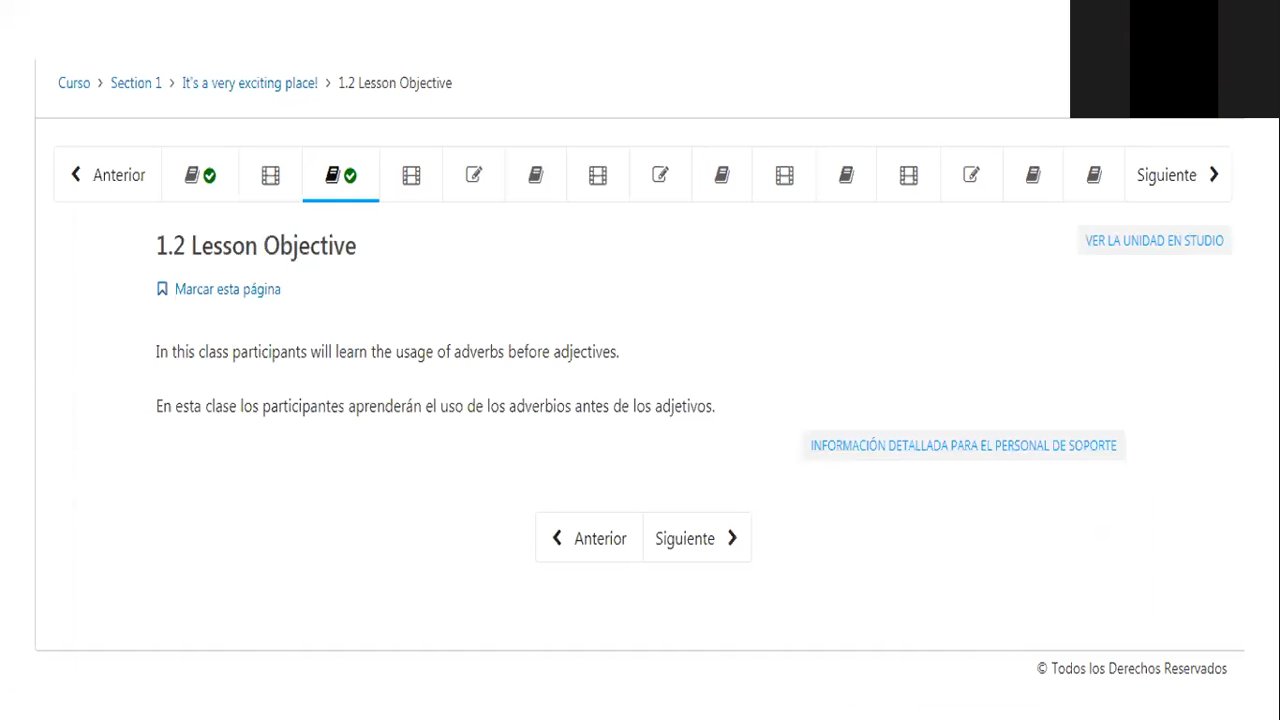 Curso > Section 1 > It's a very exciting place! > 1.2 Lesson Objective
Anterior
Siguiente
1.2 Lesson Objective
VER LA UNIDAD EN STUDIO
Marcar esta página
In this class participants will learn the usage of adverbs before adjectives.
En esta clase los participantes aprenderán el uso de los adverbios antes de los adjetivos.
INFORMACIÓN DETALLADA PARA EL PERSONAL DE SOPORTE
Anterior
Siguiente
© Todos los Derechos Reservados